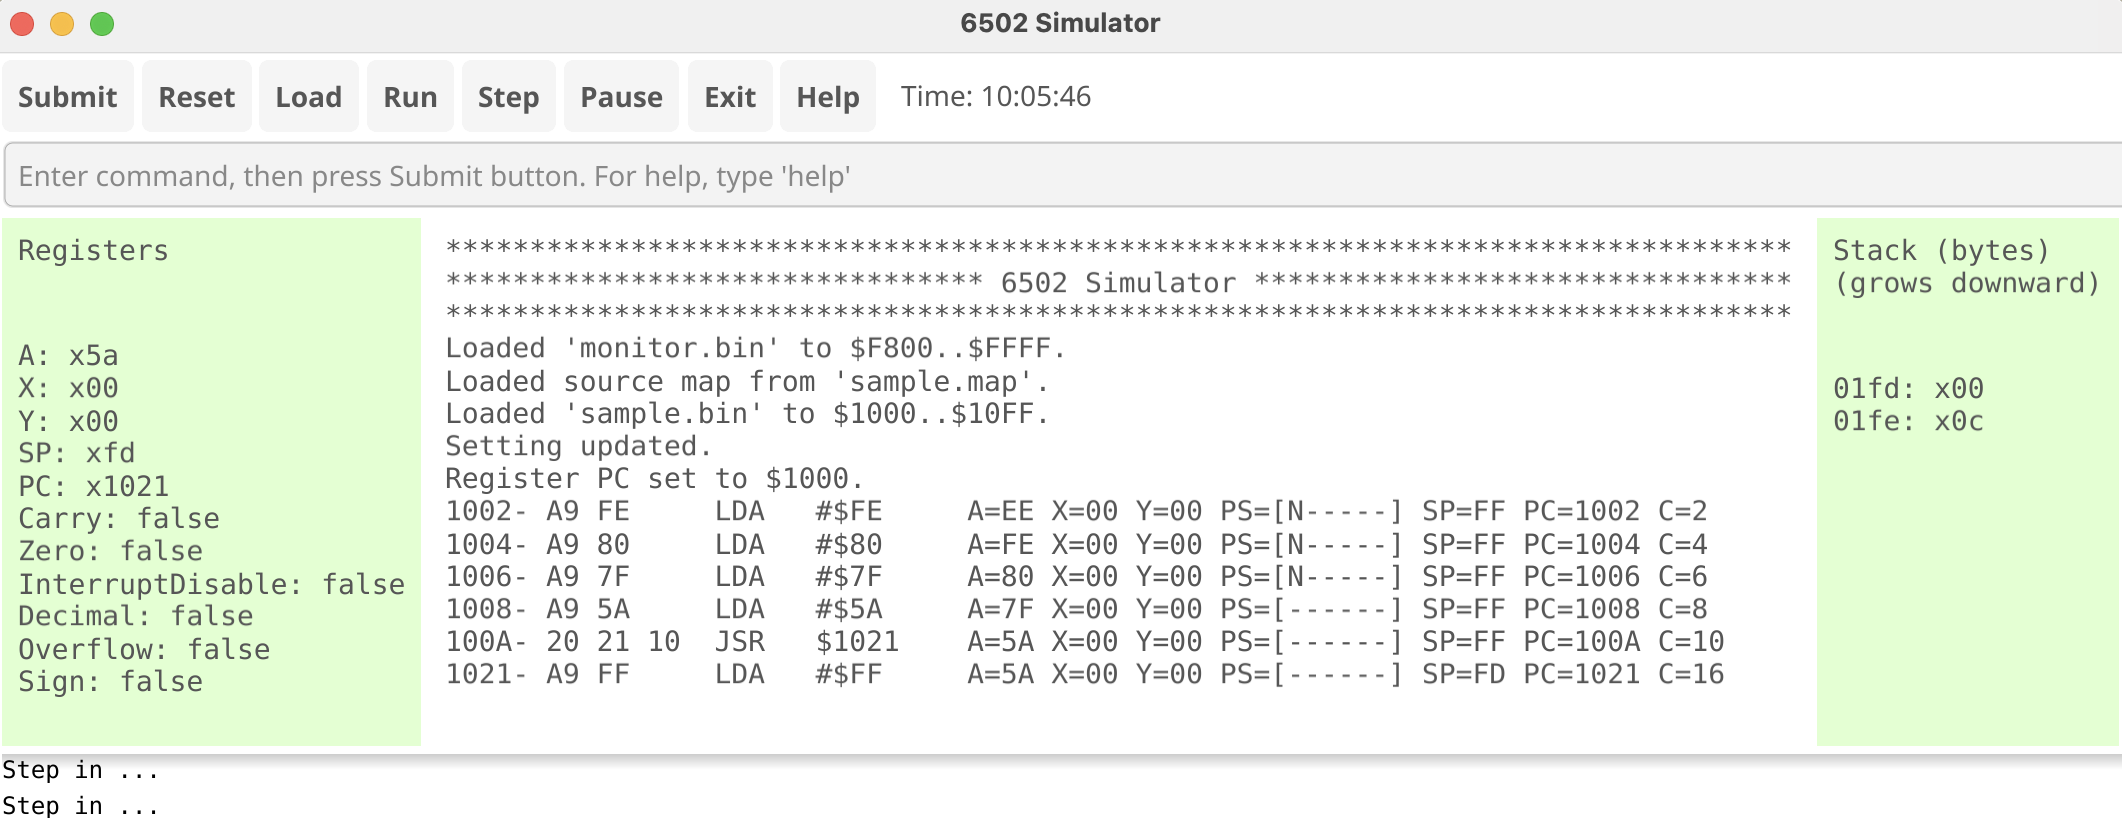 6502 Simulator
Submit Reset Load Run Step Pause Exit Help Time: 10:05:46
Enter command, then press Submit button. For help, type 'help'
Registers
A: x5a
X: x00
Y: x00
SP: xfd
PC: x1021
Carry: false
Zero: false
InterruptDisable: false
Decimal: false
Overflow: false
Sign: false
********************************************************************************
******************************** 6502 Simulator ********************************
********************************************************************************
Loaded 'monitor.bin' to $F800..$FFFF.
Loaded source map from 'sample.map'.
Loaded 'sample.bin' to $1000..$10FF.
Setting updated.
Register PC set to $1000.
1002- A9 FE     LDA   #$FE     A=EE X=00 Y=00 PS=[N-----] SP=FF PC=1002 C=2
1004- A9 80     LDA   #$80     A=FE X=00 Y=00 PS=[N-----] SP=FF PC=1004 C=4
1006- A9 7F     LDA   #$7F     A=80 X=00 Y=00 PS=[N-----] SP=FF PC=1006 C=6
1008- A9 5A     LDA   #$5A     A=7F X=00 Y=00 PS=[------] SP=FF PC=1008 C=8
100A- 20 21 10  JSR   $1021    A=5A X=00 Y=00 PS=[------] SP=FF PC=100A C=10
1021- A9 FF     LDA   #$FF     A=5A X=00 Y=00 PS=[------] SP=FD PC=1021 C=16
Stack (bytes)
(grows downward)
01fd: x00
01fe: x0c
Step in ...
Step in ...